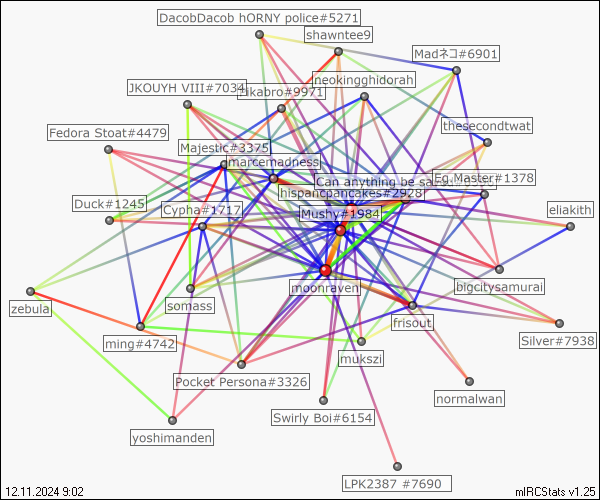 DacobDacob hORNY police#5271
shawntee9
Madネコ#6901
neokingghidorah
JKOUYH VIII#7034
#9971
thesecondtwat
Fedora Stoat#4479
Majestic#3375
marcemadness
Can anything be sa
Fg Master#1378
hispanicpancakes#2928
Duck#1245
Cypha#1717
Mushy#1984
eliakith
moonraven
bigcitysamurai
zebula
somass
frisout
ming#4742
mukszi
Silver#7938
Pocket Persona#3326
normalwan
Swirly Boi#6154
yoshimanden
LPK2387 #7690
12.11.2024 9:02
mIRCStats v1.25